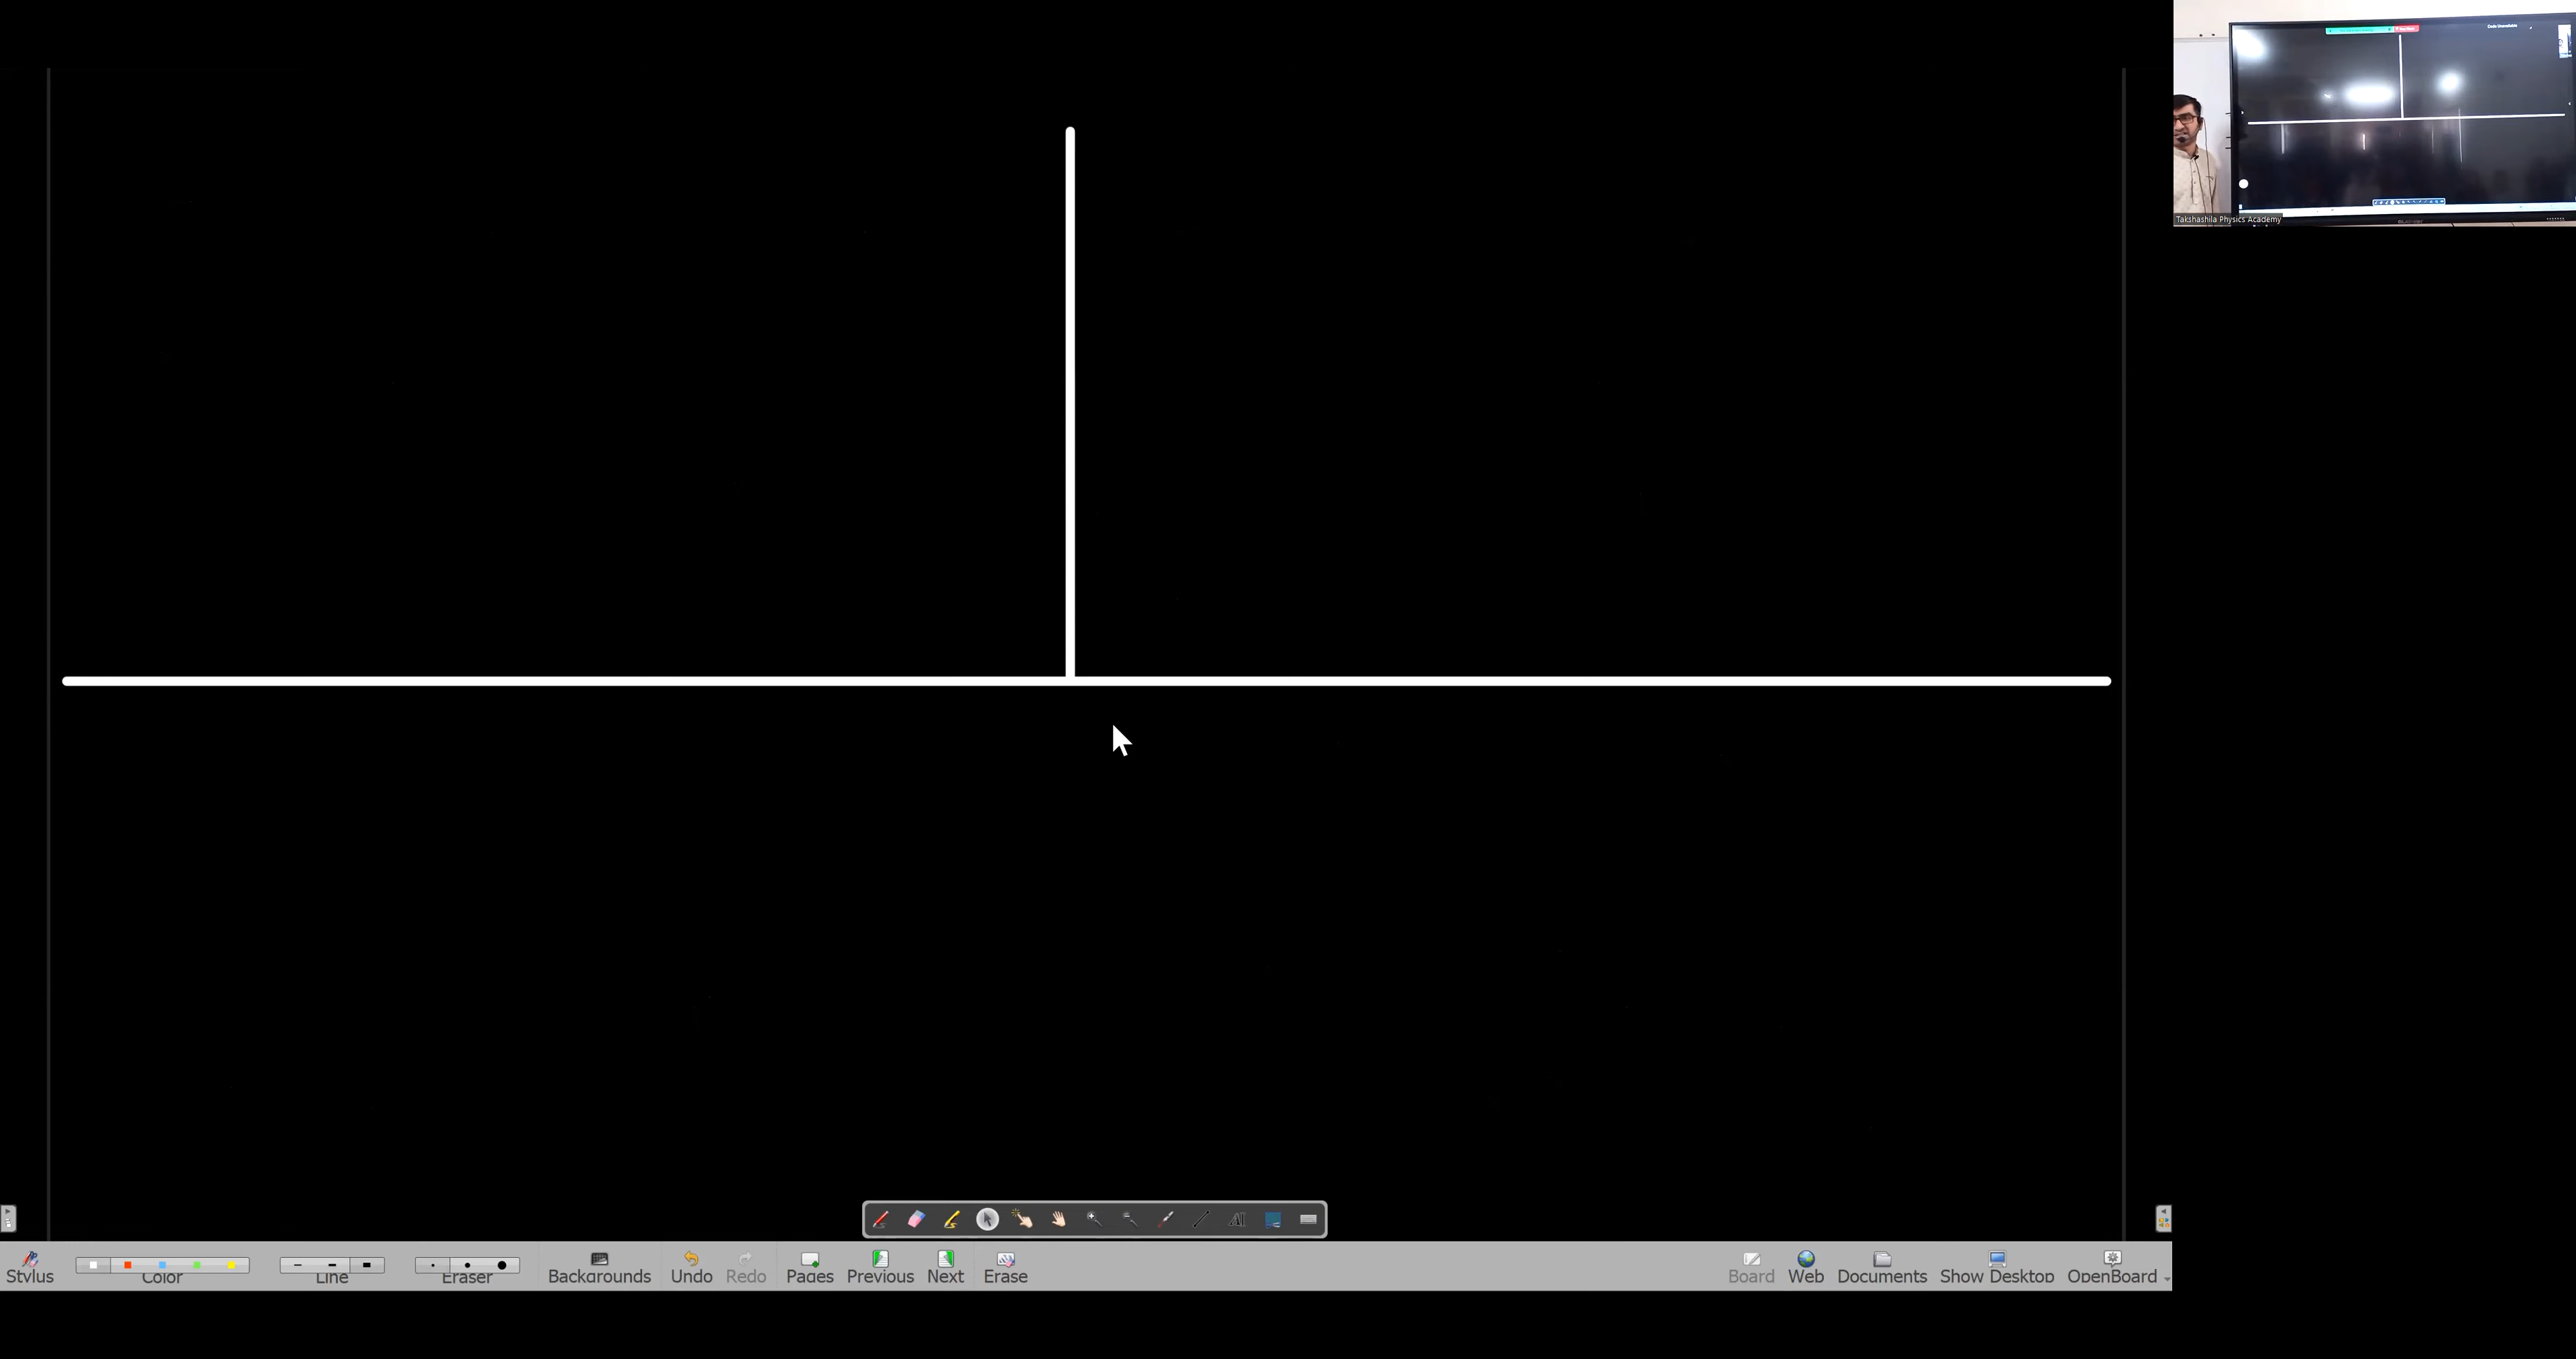 Takshashila Physics Academy
Stylus
Color
Line
Eraser
Backgrounds
Undo
Redo
Pages
Previous
Next
Erase
Board
Web
Documents
Show Desktop
OpenBoard